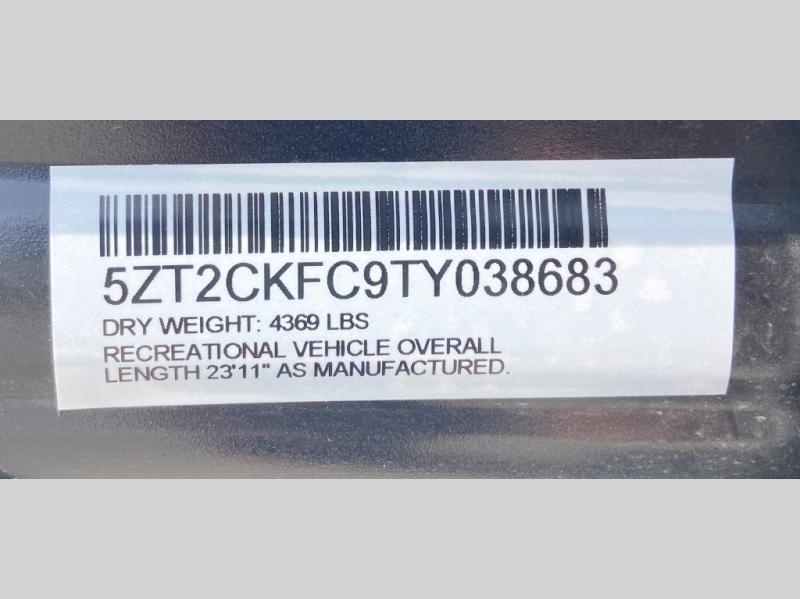 5ZT2CKFC9TY038683
DRY WEIGHT: 4369 LBS
RECREATIONAL VEHICLE OVERALL
LENGTH 23'11" AS MANUFACTURED.